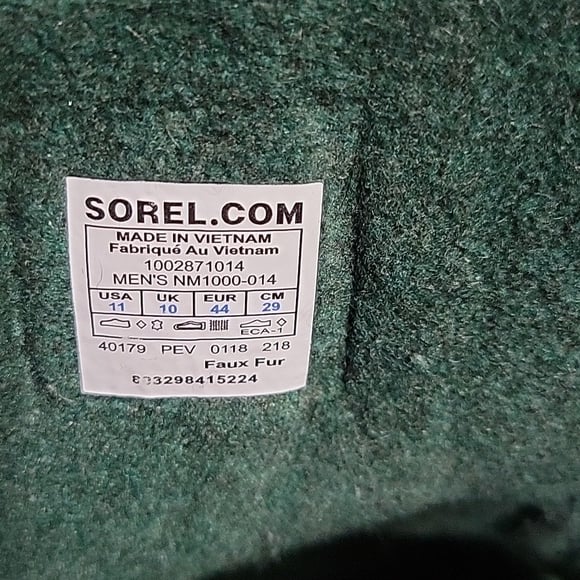 SOREL.COM
MADE IN VIETNAM
Fabriqué Au Vietnam
1002871014
MEN'S NM1000-014
USA UK EUR CM
11 10 44 29
ECA-1
40179 PEV 0118 218
Faux Fur